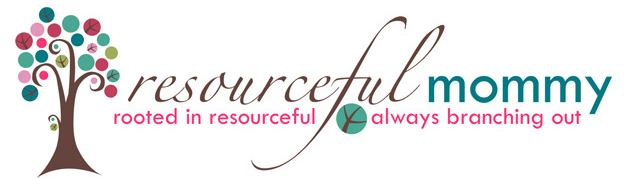 resourceful mommy
rooted in resourceful always branching out